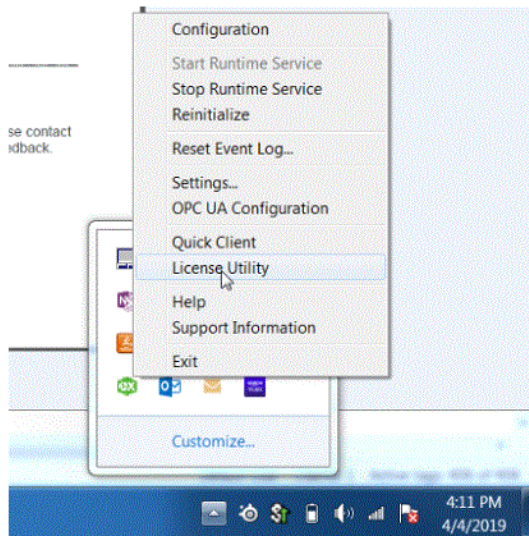 Configuration
Start Runtime Service
Stop Runtime Service
Reinitialize
se contact
edback.
Reset Event Log...
Settings...
OPC UA Configuration
Quick Client
License Utility
Help
Support Information
Exit
Customize...
4:11 PM
4/4/2019